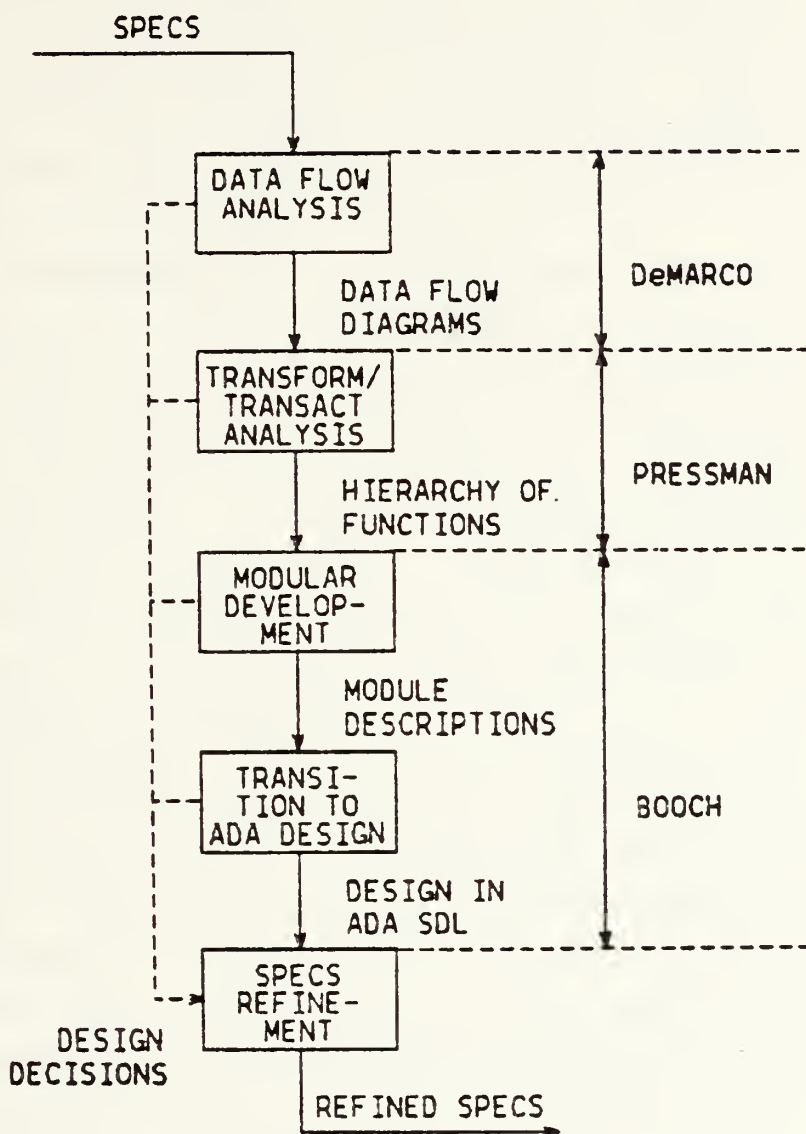 SPECS
DATA FLOW
ANALYSIS
DATA FLOW
DIAGRAMS
DeMARCO
TRANSFORM/
TRANSACT
ANALYSIS
HIERARCHY OF.
FUNCTIONS
PRESSMAN
MODULAR
DEVELOP-
MENT
MODULE
DESCRIPTIONS
TRANSI-
TION TO
ADA DESIGN
BOOCH
DESIGN IN
ADA SDL
SPECS
REFINE-
MENT
DESIGN
DECISIONS
REFINED SPECS